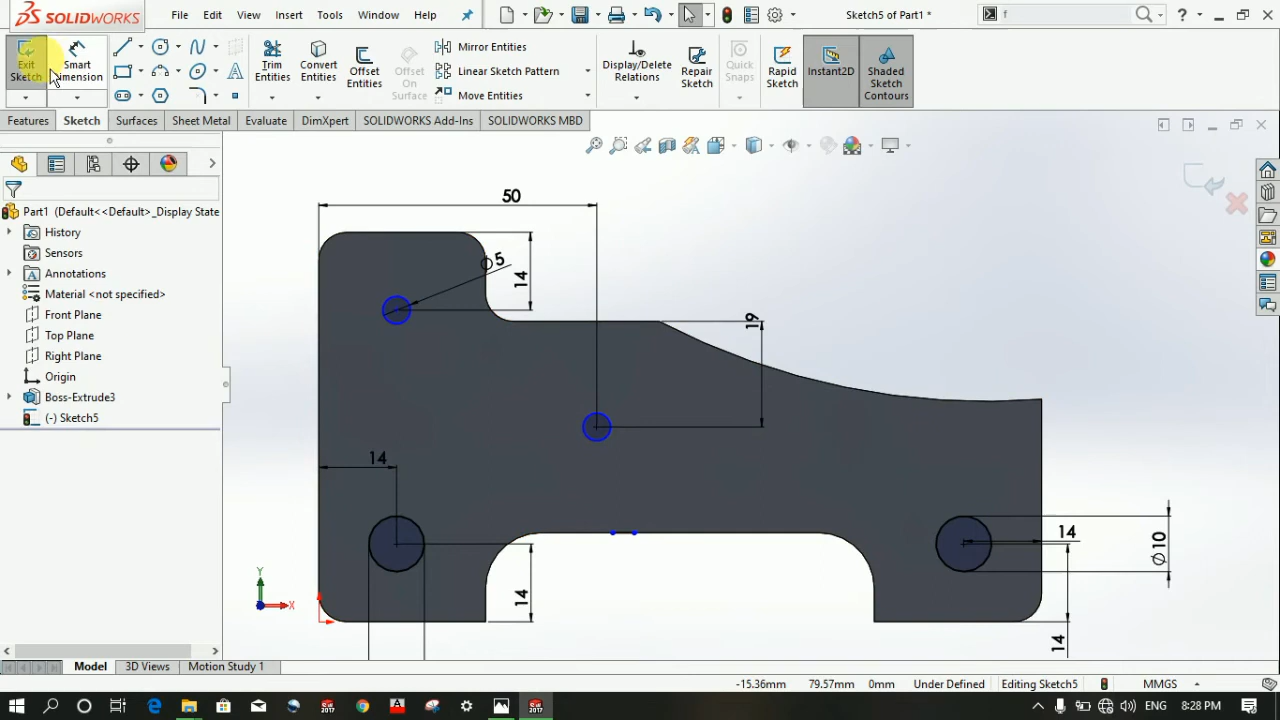 SOLIDWORKS
File Edit View Insert Tools Window Help
Sketch5 of Part1 *
f
Exit Sketch
Smart Dimension
Trim Entities
Convert Entities
Offset Entities
Offset On Surface
Mirror Entities
Linear Sketch Pattern
Move Entities
Display/Delete Relations
Repair Sketch
Quick Snaps
Rapid Sketch
Instant2D
Shaded Sketch Contours
Features Sketch Surfaces Sheet Metal Evaluate DimXpert SOLIDWORKS Add-Ins SOLIDWORKS MBD
Part1 (Default<<Default>_Display State
History
Sensors
Annotations
Material <not specified>
Front Plane
Top Plane
Right Plane
Origin
Boss-Extrude3
(-) Sketch5
50
∅5
14
19
14
14
14
∅10
14
Y
X
Model 3D Views Motion Study 1
-15.36mm 79.57mm 0mm Under Defined Editing Sketch5 MMGS
2017 2017 ENG 8:28 PM